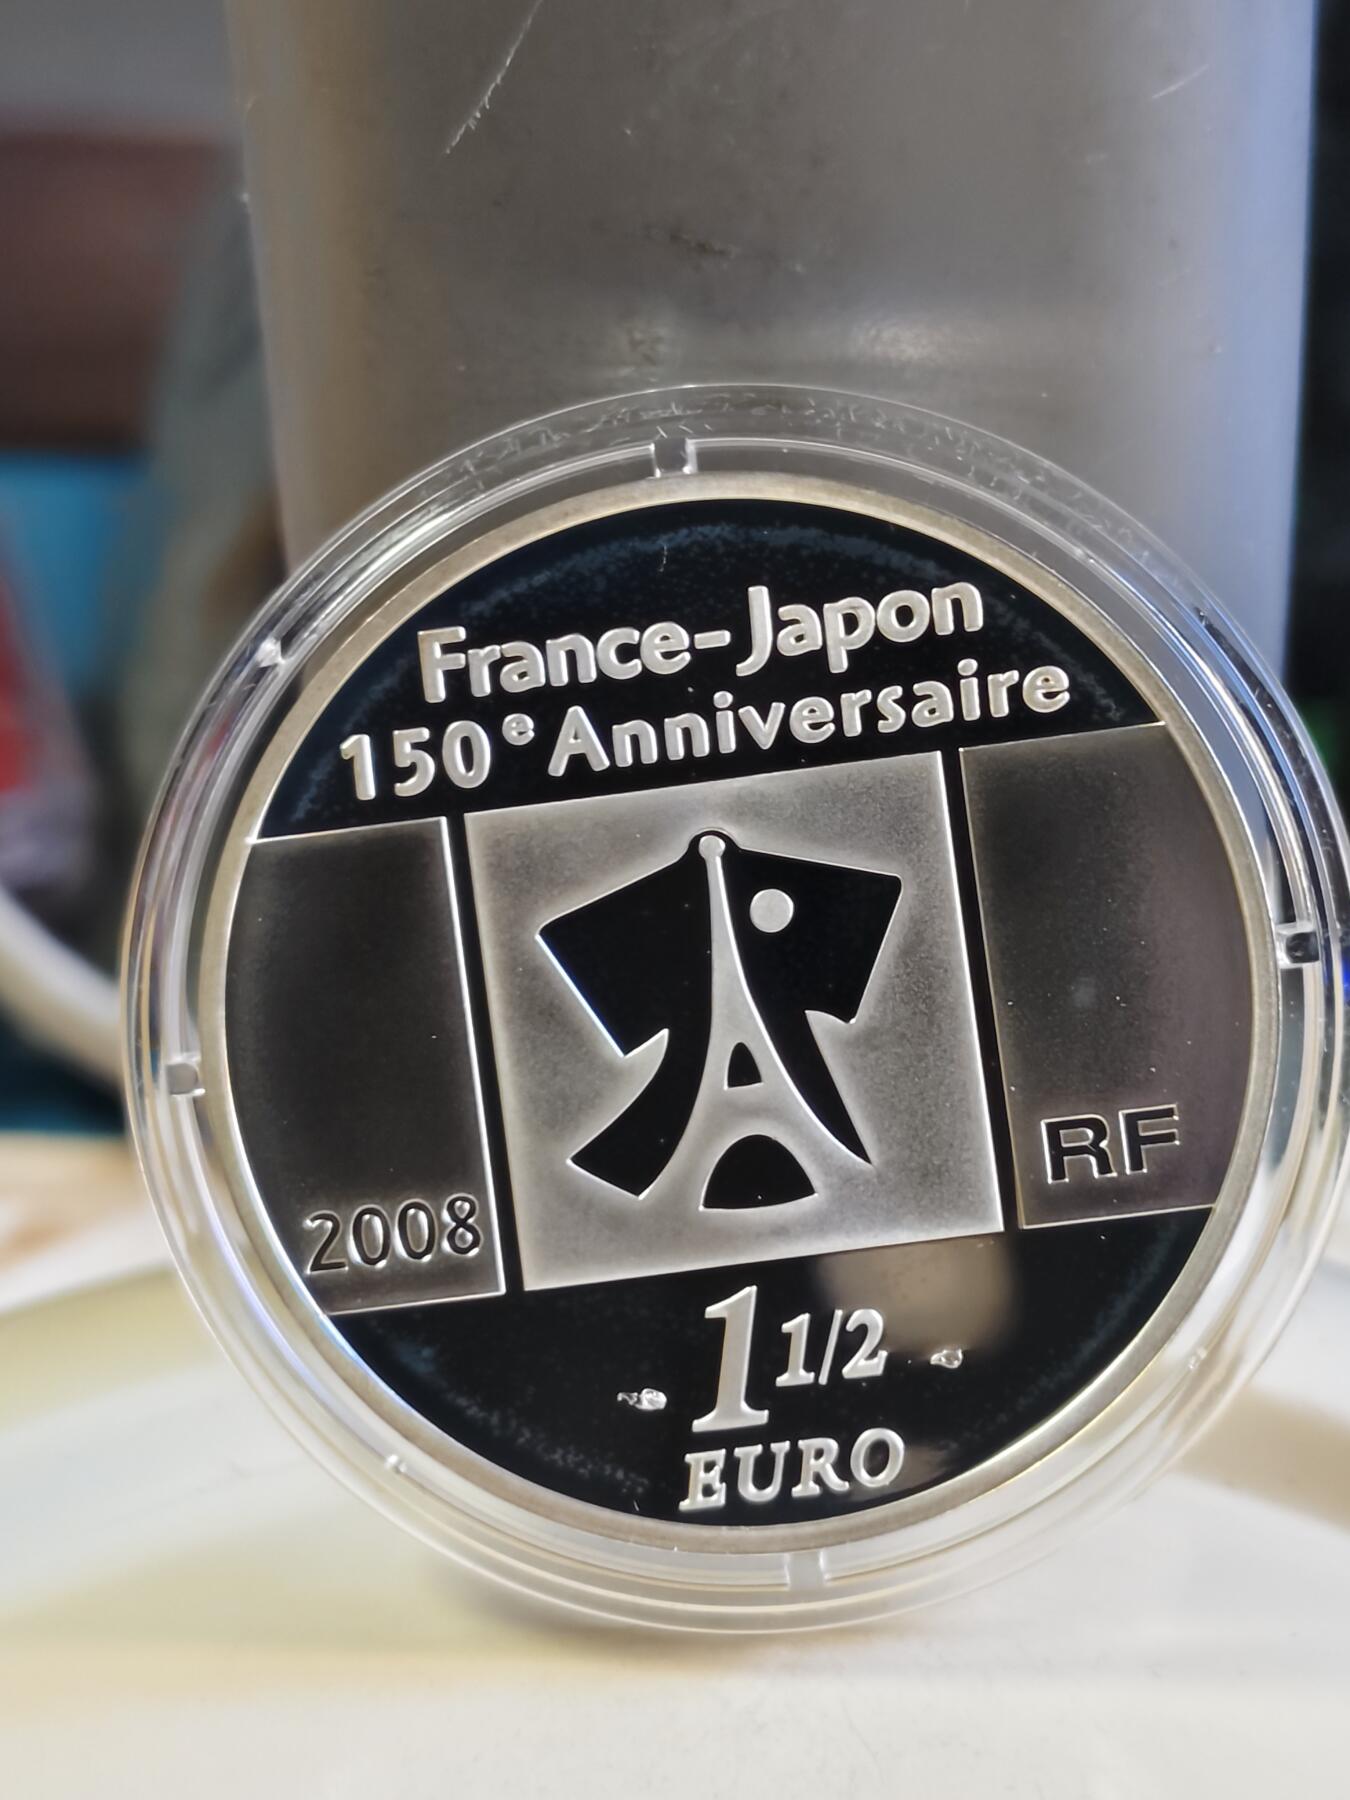 France-Japon
150e Anniversaire
2008
RF
1 1/2
EURO